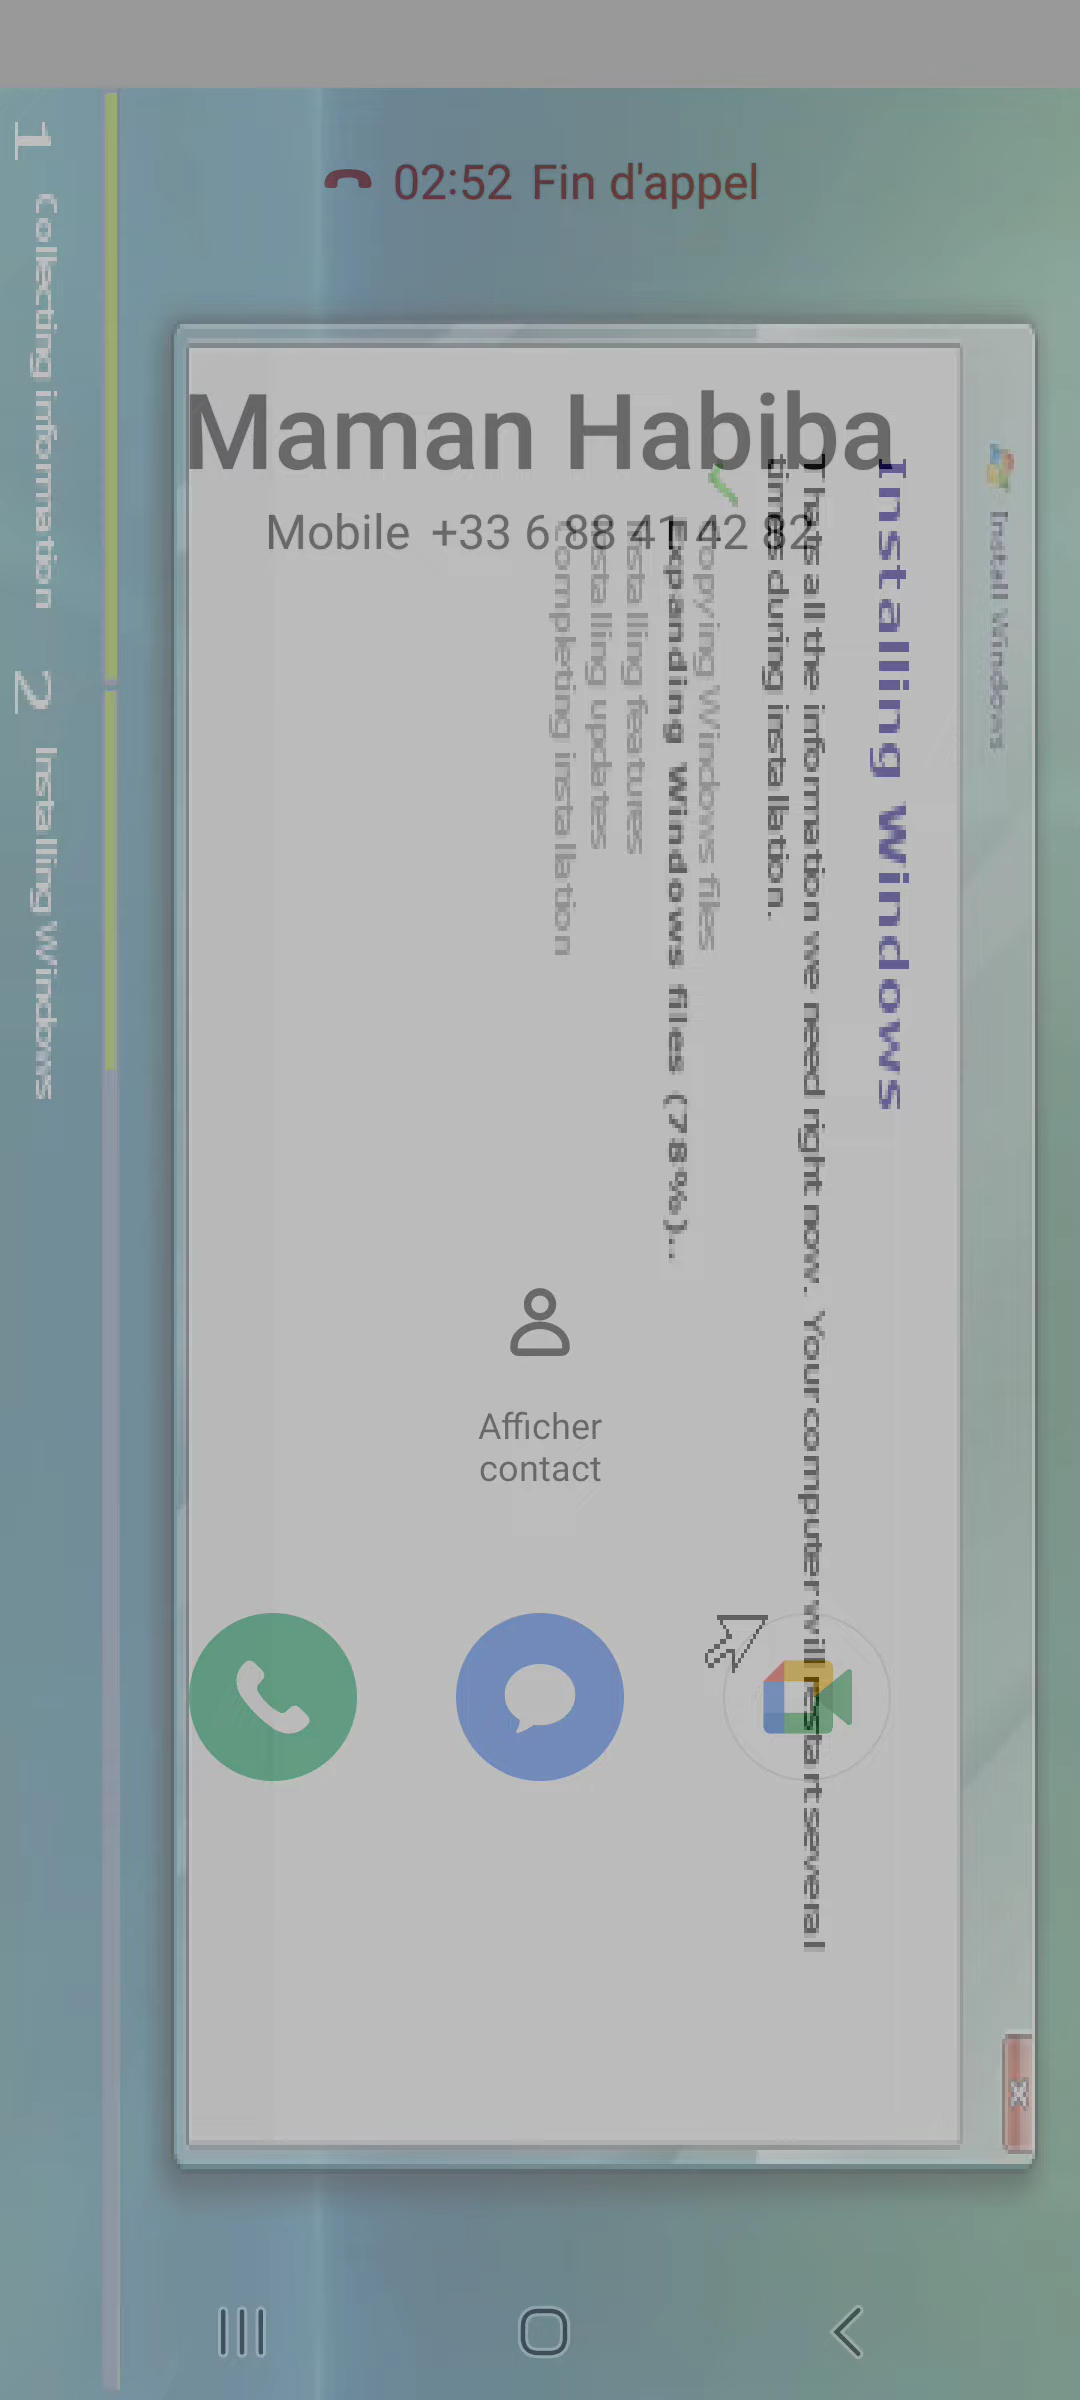 02:52 Fin d'appel
Maman Habiba
Mobile +33 6 88 41 42 82
Afficher
contact
Install Windows
Installing Windows
That's all the information we need right now. Your computer will restart several
times during installation.
Copying Windows files
Expanding Windows files (78%)...
Installing features
Installing updates
Completing installation
1 Collecting information
2 Installing Windows